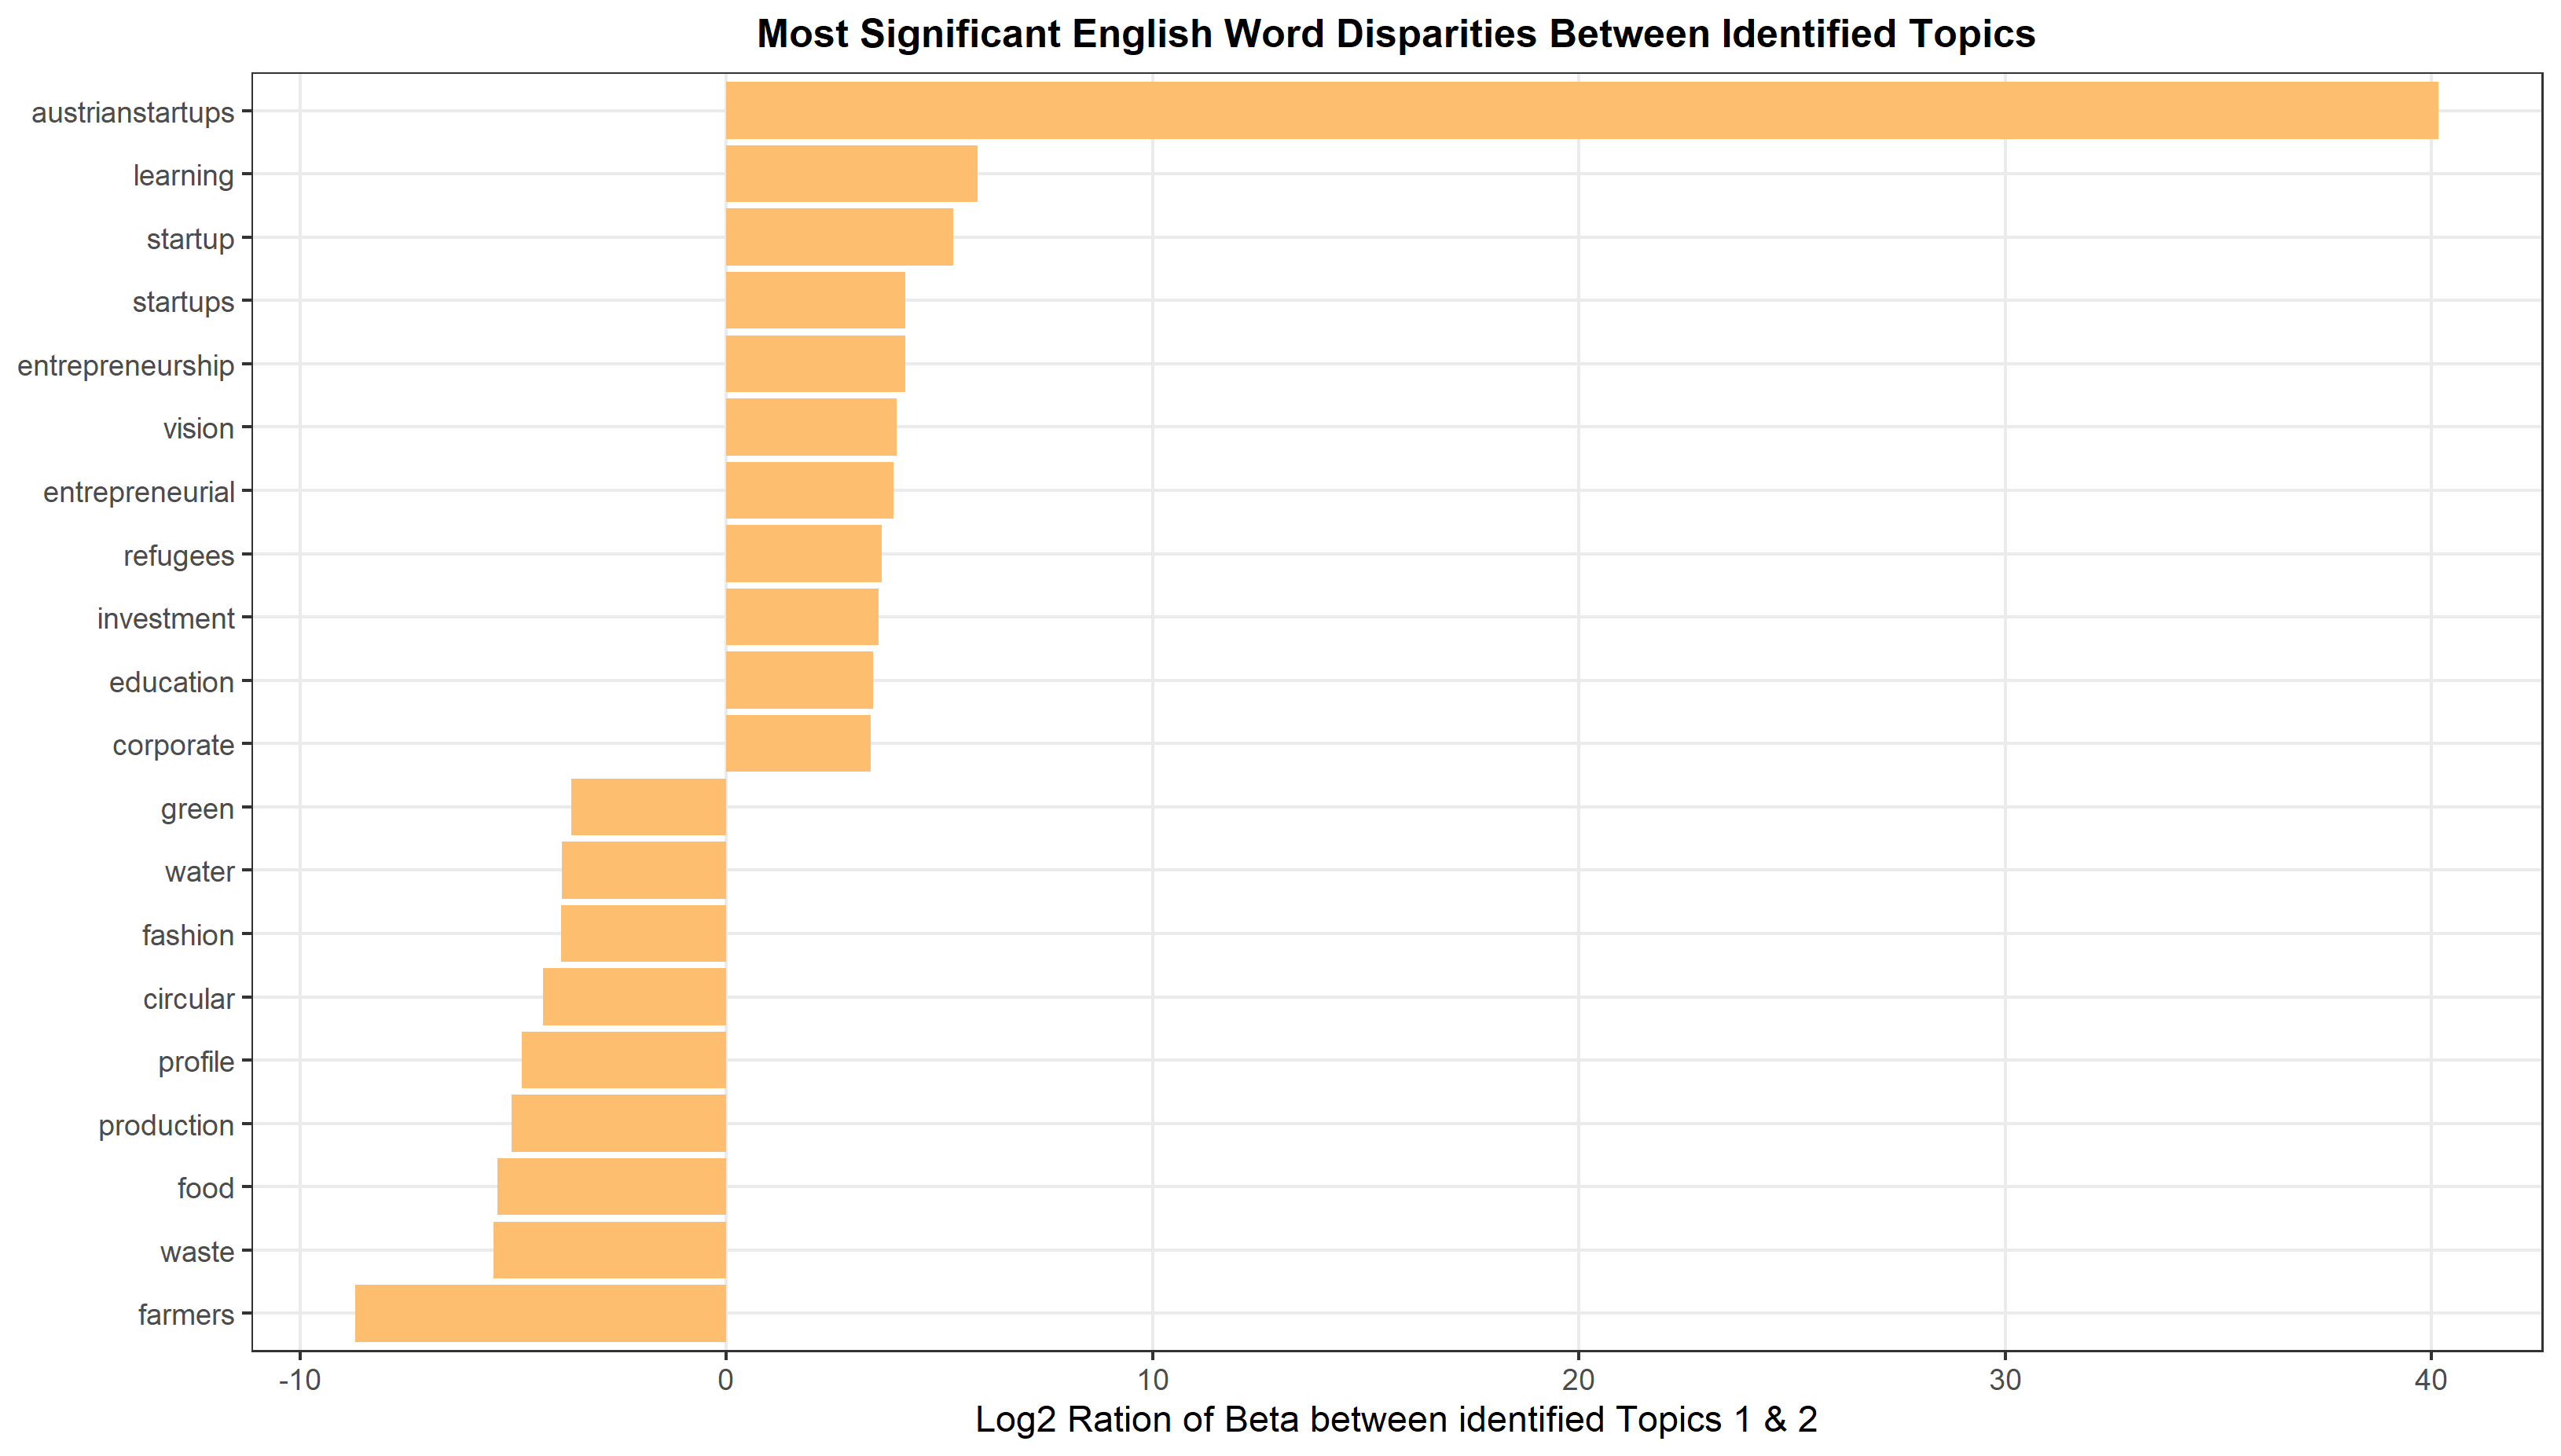 Most Significant English Word Disparities Between Identified Topics
austrianstartups
learning
startup
startups
entrepreneurship
vision
entrepreneurial
refugees
investment
education
corporate
green
water
fashion
circular
profile
production
food
waste
farmers
-10 0 10 20 30 40
Log2 Ration of Beta between identified Topics 1 & 2